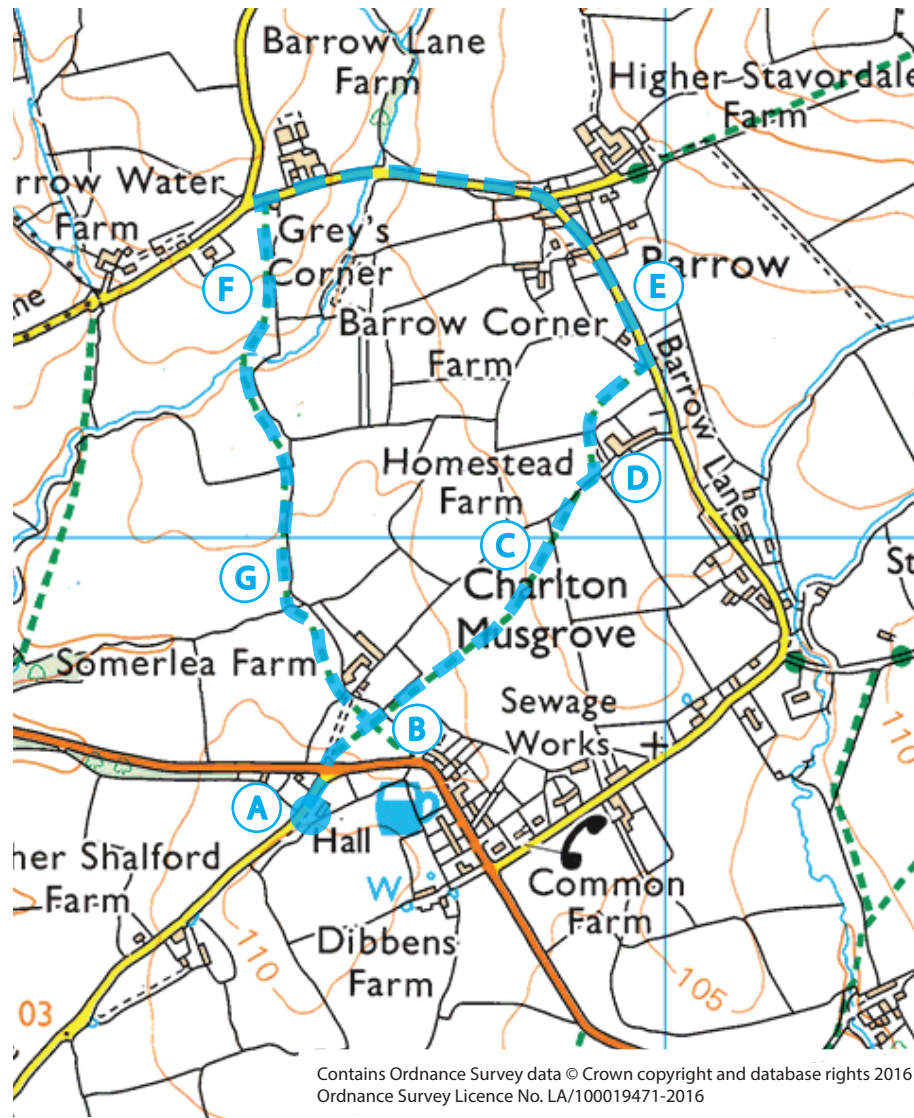 Barrow Lane
Farm
Higher Stavordale
Farm
rrow Water
Farm
Grey's
Corner
F
Barrow
E
ne
Barrow Corner
Farm
Barrow
Lane
Homestead
Farm
D
C
G
Charlton
Musgrove
St
Somerlea Farm
Sewage
Works
B
110
A
Hall
her Shalford
Farm
W
Common
Farm
Dibbens
Farm
110
105
03
Contains Ordnance Survey data © Crown copyright and database rights 2016
Ordnance Survey Licence No. LA/100019471-2016